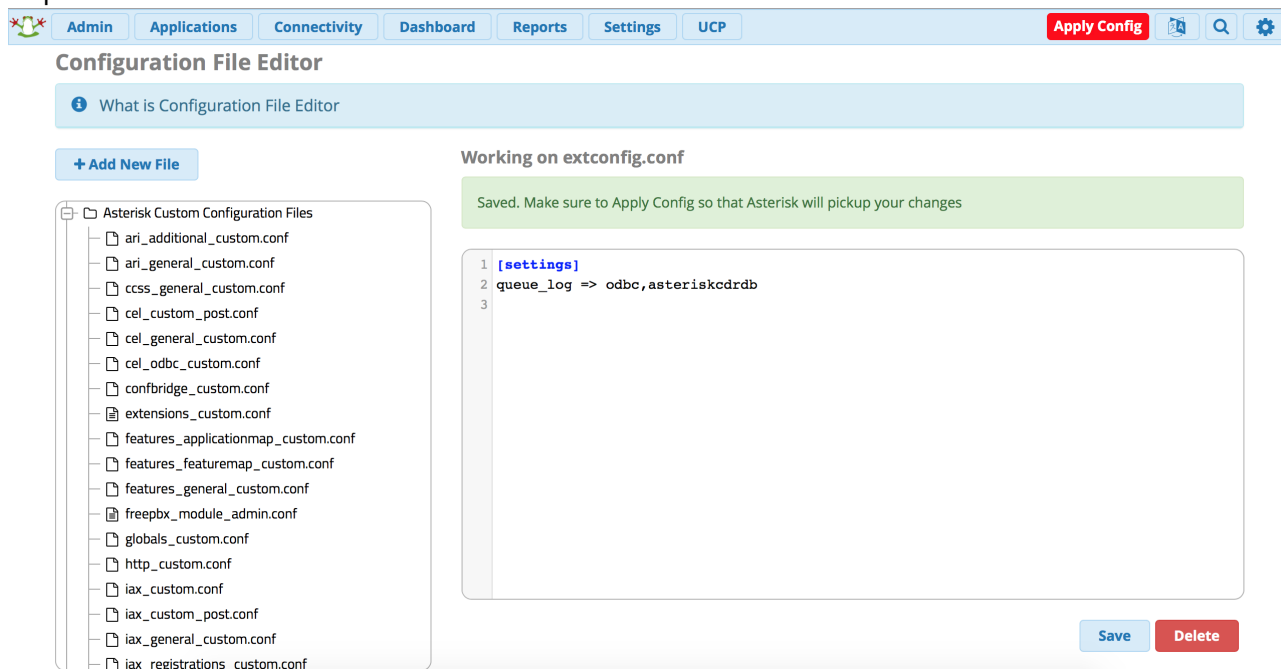 Admin Applications Connectivity Dashboard Reports Settings UCP Apply Config
Configuration File Editor
What is Configuration File Editor
+ Add New File
Asterisk Custom Configuration Files
ari_additional_custom.conf
ari_general_custom.conf
ccss_general_custom.conf
cel_custom_post.conf
cel_general_custom.conf
cel_odbc_custom.conf
confbridge_custom.conf
extensions_custom.conf
features_applicationmap_custom.conf
features_featuremap_custom.conf
features_general_custom.conf
freepbx_module_admin.conf
globals_custom.conf
http_custom.conf
iax_custom.conf
iax_custom_post.conf
iax_general_custom.conf
iax_registrations_custom.conf
Working on extconfig.conf
Saved. Make sure to Apply Config so that Asterisk will pickup your changes
1 [settings]
2 queue_log => odbc,asteriskcdrdb
3
Save Delete